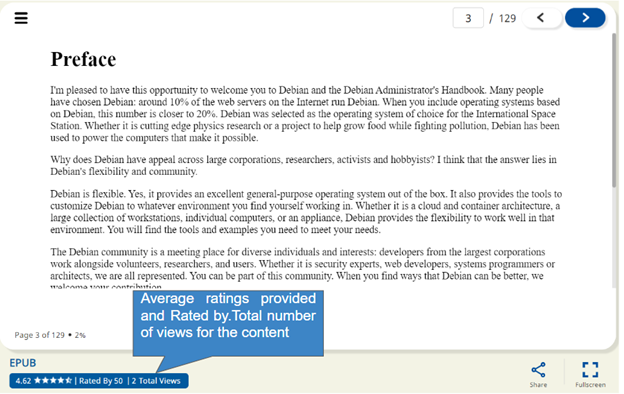 3 / 129
Preface
I'm pleased to have this opportunity to welcome you to Debian and the Debian Administrator's Handbook. Many people
have chosen Debian: around 10% of the web servers on the Internet run Debian. When you include operating systems based
on Debian, this number is closer to 20%. Debian was selected as the operating system of choice for the International Space
Station. Whether it is cutting edge physics research or a project to help grow food while fighting pollution, Debian has been
used to power the computers that make it possible.
Why does Debian have appeal across large corporations, researchers, activists and hobbyists? I think that the answer lies in
Debian's flexibility and community.
Debian is flexible. Yes, it provides an excellent general-purpose operating system out of the box. It also provides the tools to
customize Debian to whatever environment you find yourself working in. Whether it is a cloud and container architecture, a
large collection of workstations, individual computers, or an appliance, Debian provides the flexibility to work well in that
environment. You will find the tools and examples you need to meet your needs.
The Debian community is a meeting place for diverse individuals and interests: developers from the largest corporations
work alongside volunteers, researchers, and users. Whether it is security experts, web developers, systems programmers or
architects, we are all represented. You can be part of this community. When you find ways that Debian can be better, we
welcome your contribution.
Average ratings provided
and Rated by.Total number
of views for the content
Page 3 of 129 • 2%
EPUB
4.62 ★★★★⯨ | Rated By 50 | 2 Total Views
Share
Fullscreen